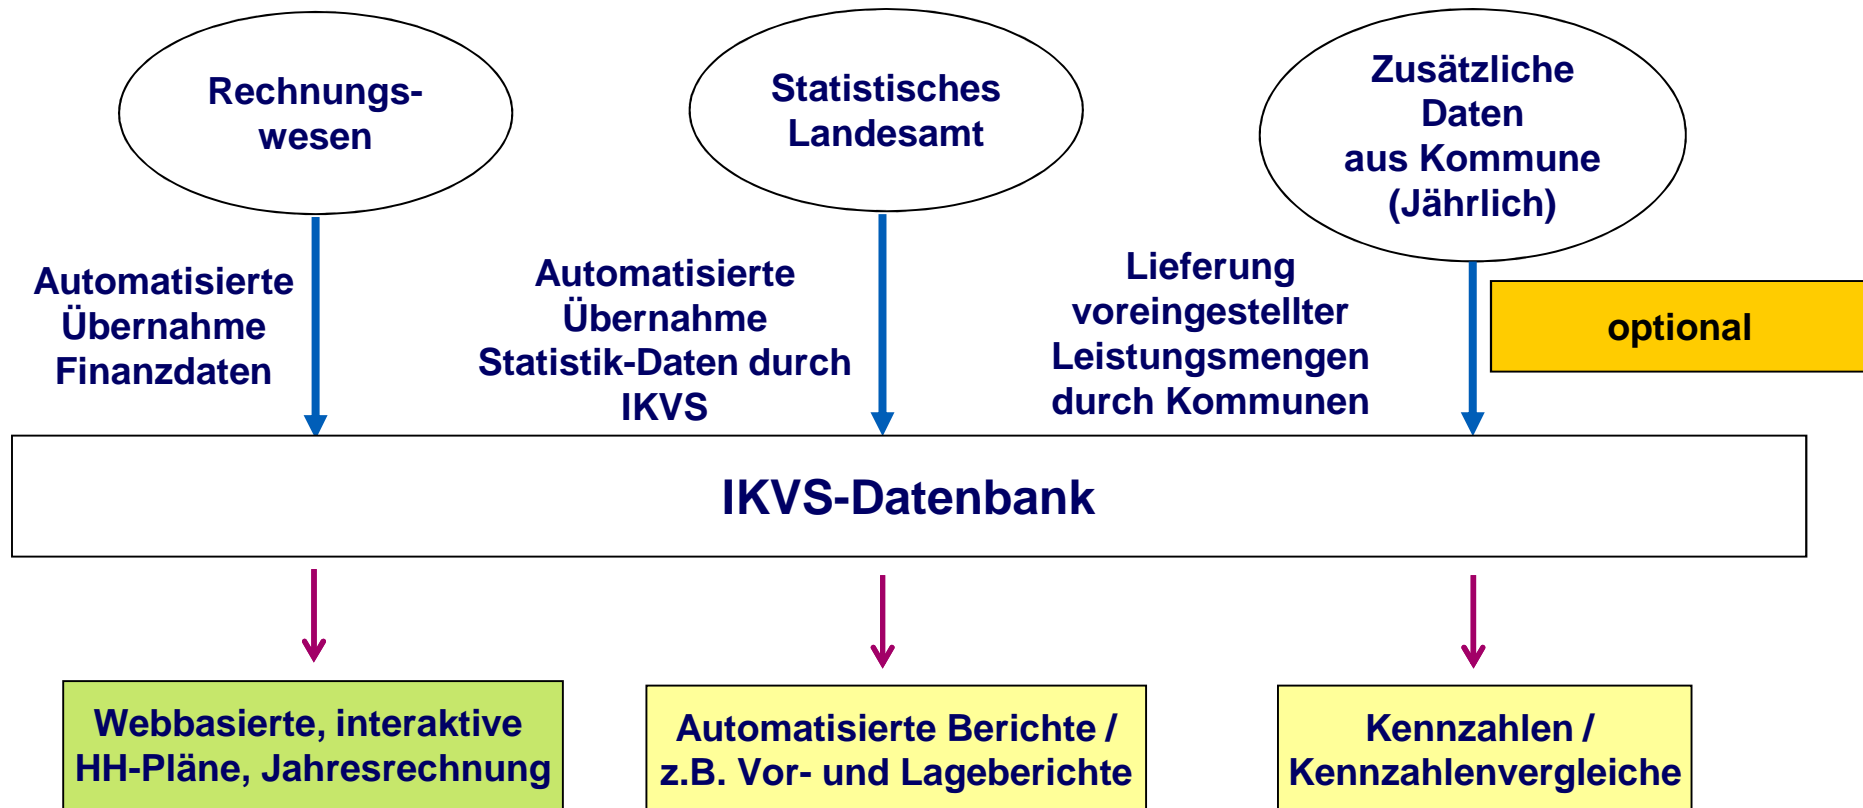 Rechnungs-
wesen
Statistisches
Landesamt
Zusätzliche
Daten
aus Kommune
(Jährlich)
Automatisierte
Übernahme
Finanzdaten
Automatisierte
Übernahme
Statistik-Daten durch
IKVS
Lieferung
voreingestellter
Leistungsmengen
durch Kommunen
optional
IKVS-Datenbank
Webbasierte, interaktive
HH-Pläne, Jahresrechnung
Automatisierte Berichte /
z.B. Vor- und Lageberichte
Kennzahlen /
Kennzahlenvergleiche